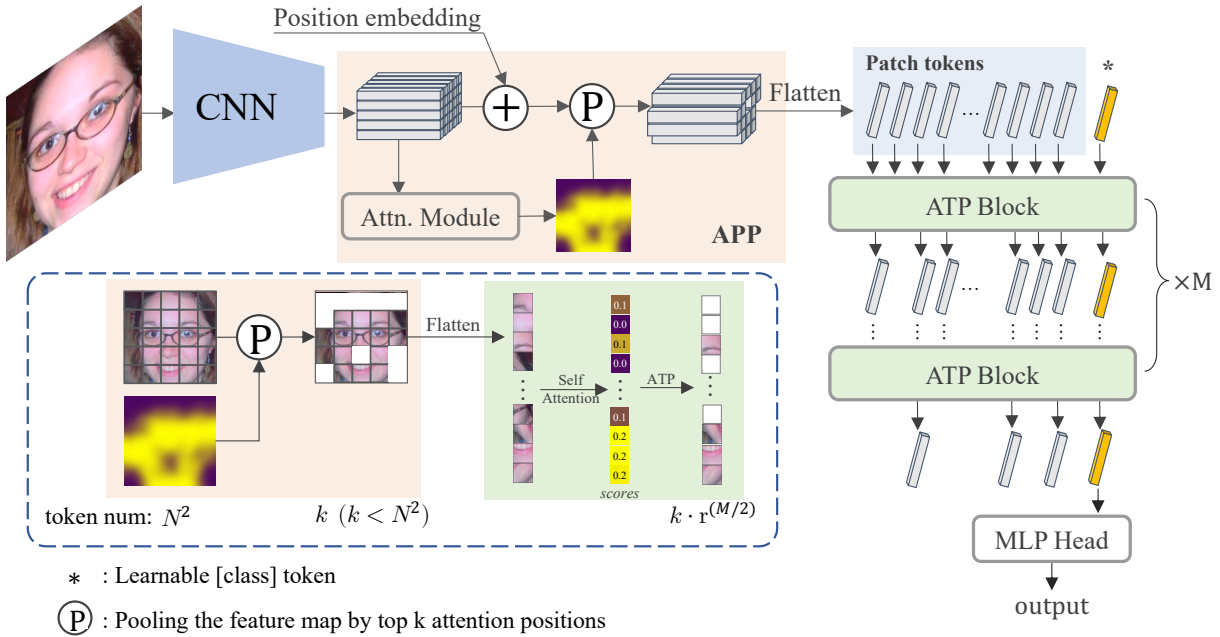 Position embedding
CNN
+
P
Flatten
Attn. Module
APP
Patch tokens
*
...
ATP Block
...
×M
ATP Block
MLP Head
output
P
Flatten
Self
Attention
ATP
0.1
0.0
0.1
0.0
0.1
0.2
0.2
0.2
scores
token num: N²
k (k < N²)
k · r^(M/2)
* : Learnable [class] token
P : Pooling the feature map by top k attention positions